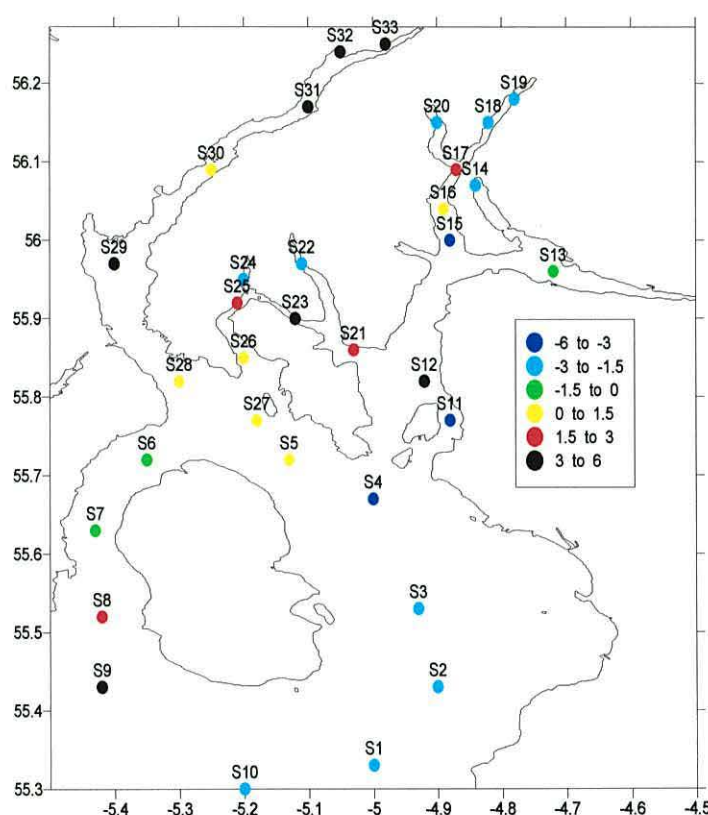 S33
S32
56.2
S19
S31
S20 S18
56.1
S30
S17
S14
S16
56
S15
S29
S24 S22
S13
S25
55.9
S23
S21
S26
S28
S12
55.8
S27
S11
S6
S5
55.7
S4
S7
55.6
S3
S8
55.5
S9
S2
55.4
S1
S10
55.3
-6 to -3
-3 to -1.5
-1.5 to 0
0 to 1.5
1.5 to 3
3 to 6
-5.4 -5.3 -5.2 -5.1 -5 -4.9 -4.8 -4.7 -4.6 -4.5